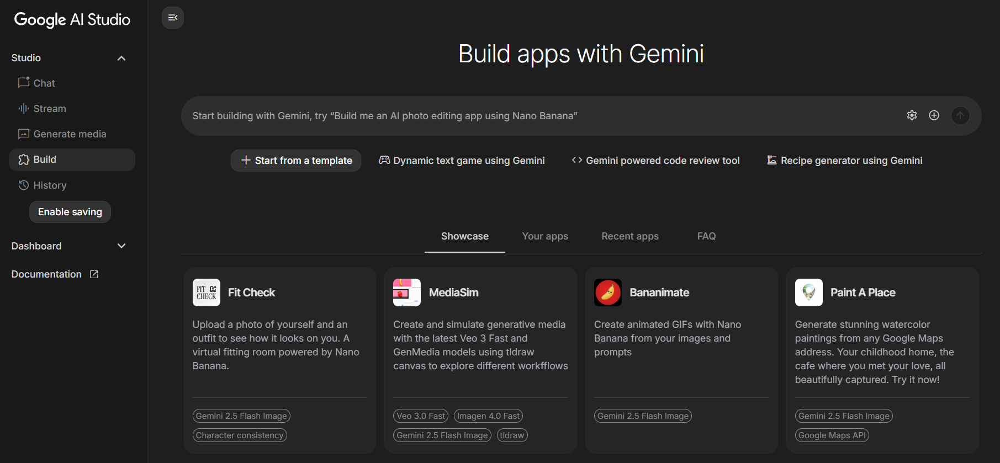 Google AI Studio
Studio
Chat
Stream
Generate media
Build
History
Enable saving
Dashboard
Documentation
Build apps with Gemini
Start building with Gemini, try “Build me an AI photo editing app using Nano Banana”
Start from a template
Dynamic text game using Gemini
Gemini powered code review tool
Recipe generator using Gemini
Showcase
Your apps
Recent apps
FAQ
FIT
CHECK
Fit Check
Upload a photo of yourself and an
outfit to see how it looks on you. A
virtual fitting room powered by Nano
Banana.
Gemini 2.5 Flash Image
Character consistency
MediaSim
Create and simulate generative media
with the latest Veo 3 Fast and
GenMedia models using tldraw
canvas to explore different workfflows
Veo 3.0 Fast
Imagen 4.0 Fast
Gemini 2.5 Flash Image
tldraw
Bananimate
Create animated GIFs with Nano
Banana from your images and
prompts
Gemini 2.5 Flash Image
Paint A Place
Generate stunning watercolor
paintings from any Google Maps
address. Your childhood home, the
cafe where you met your love, all
beautifully captured. Try it now!
Gemini 2.5 Flash Image
Google Maps API